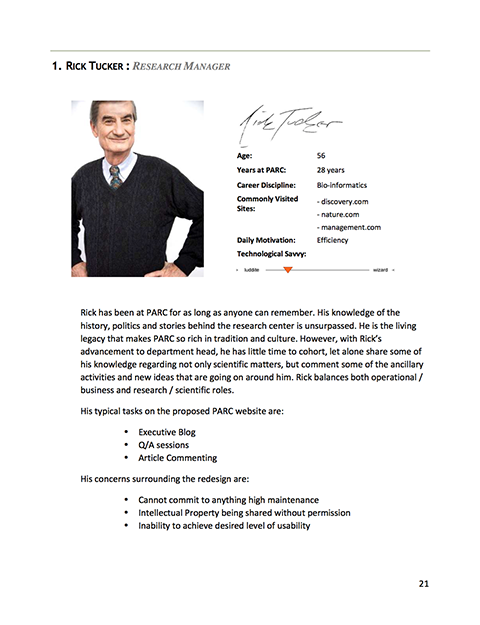 1. RICK TUCKER : RESEARCH MANAGER
Rick Tucker
Age: 56
Years at PARC: 28 years
Career Discipline: Bio-informatics
Commonly Visited Sites: - discovery.com
- nature.com
- management.com
Daily Motivation: Efficiency
Technological Savvy:
- luddite wizard +
Rick has been at PARC for as long as anyone can remember. His knowledge of the
history, politics and stories behind the research center is unsurpassed. He is the living
legacy that makes PARC so rich in tradition and culture. However, with Rick's
advancement to department head, he has little time to cohort, let alone share some of
his knowledge regarding not only scientific matters, but comment some of the ancillary
activities and new ideas that are going on around him. Rick balances both operational /
business and research / scientific roles.
His typical tasks on the proposed PARC website are:
• Executive Blog
• Q/A sessions
• Article Commenting
His concerns surrounding the redesign are:
• Cannot commit to anything high maintenance
• Intellectual Property being shared without permission
• Inability to achieve desired level of usability
21